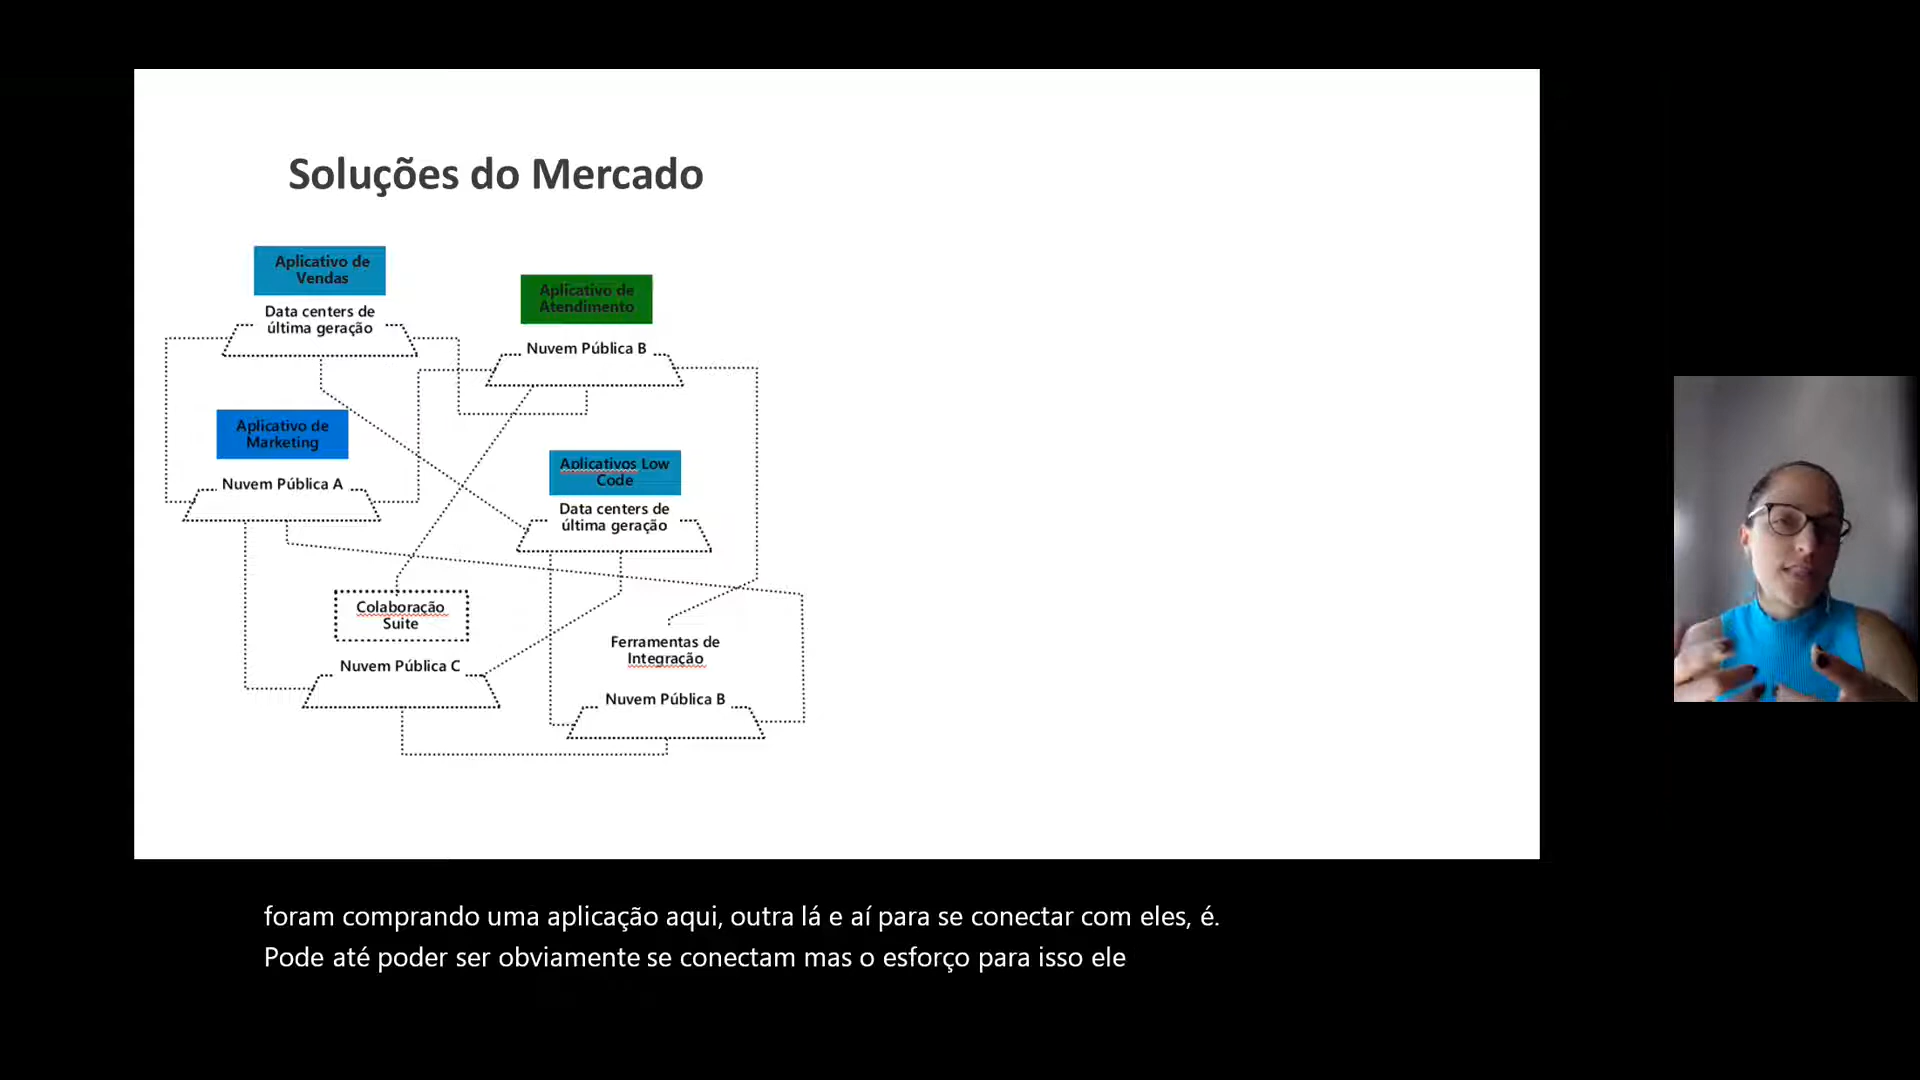 Soluções do Mercado
Aplicativo de
Vendas
Data centers de
última geração
Aplicativo de
Atendimento
Nuvem Pública B
Aplicativo de
Marketing
Nuvem Pública A
Aplicativos Low
Code
Data centers de
última geração
Colaboração
Suite
Nuvem Pública C
Ferramentas de
Integração
Nuvem Pública B
foram comprando uma aplicação aqui, outra lá e aí para se conectar com eles, é.
Pode até poder ser obviamente se conectam mas o esforço para isso ele